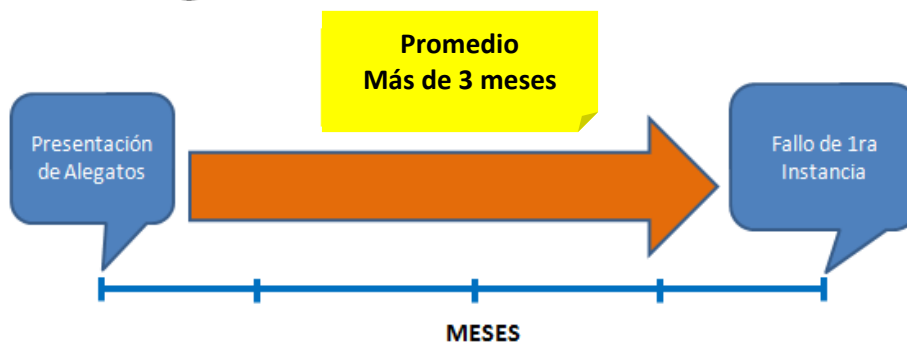 Promedio
Más de 3 meses
Presentación
de Alegatos
Fallo de 1ra
Instancia
MESES